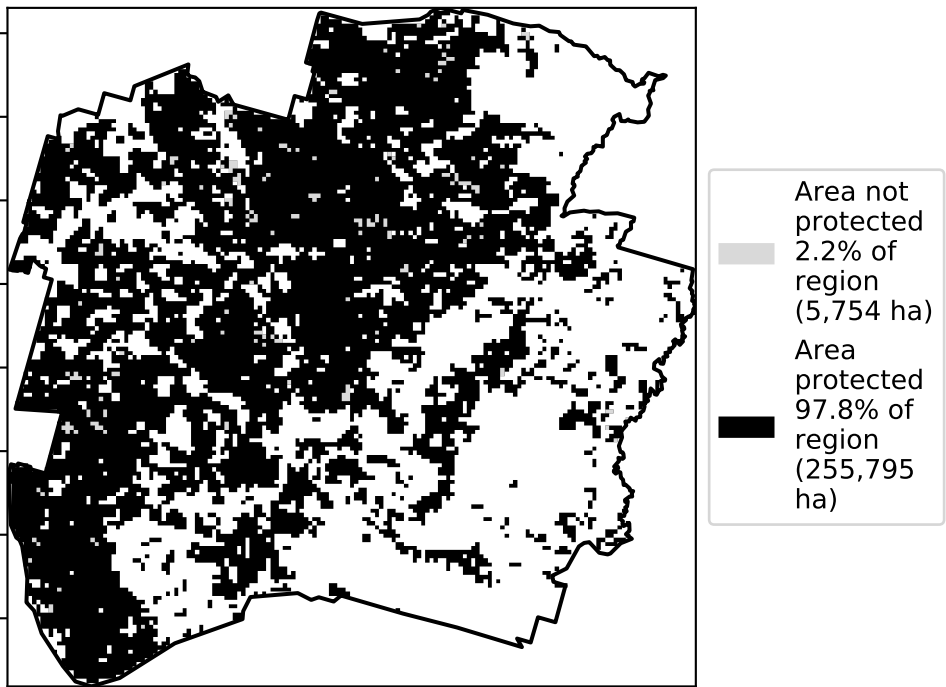 Area not
protected
2.2% of
region
(5,754 ha)
Area
protected
97.8% of
region
(255,795
ha)